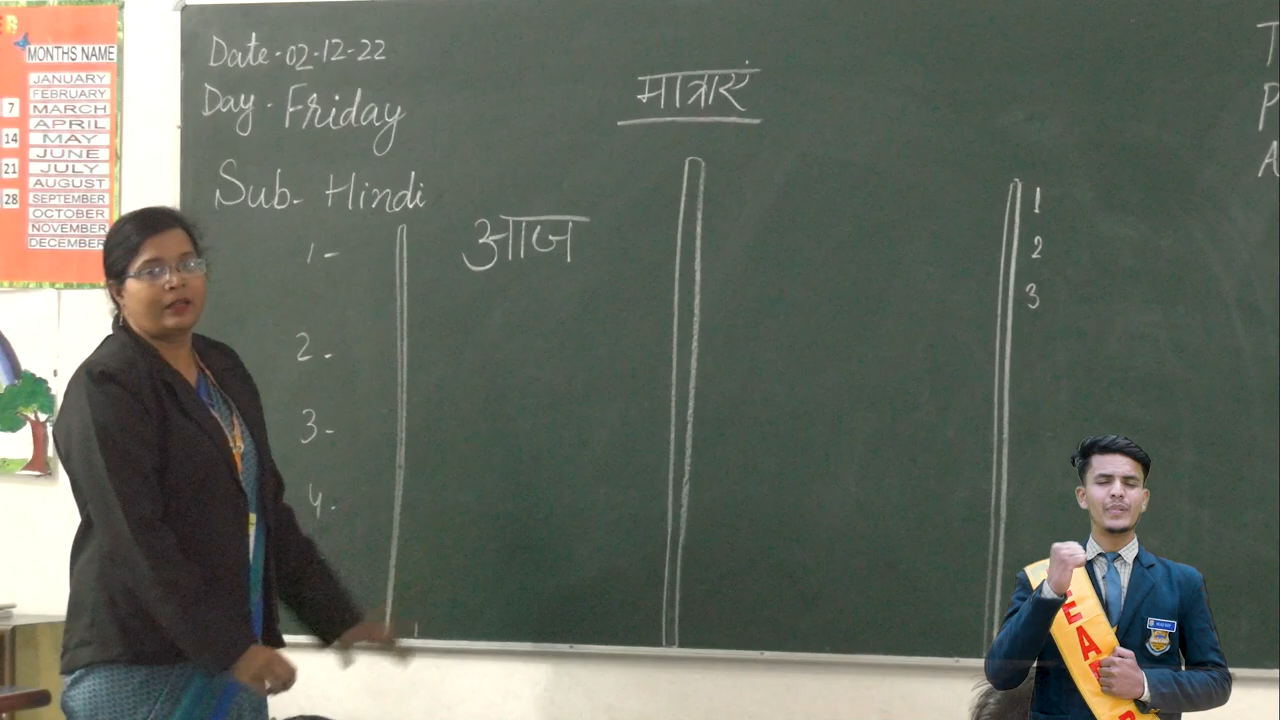 MONTHS NAME
JANUARY
FEBRUARY
7 MARCH
APRIL
14 MAY
JUNE
21 JULY
AUGUST
28 SEPTEMBER
OCTOBER
NOVEMBER
DECEMBER
Date-02-12-22
Day-Friday
Sub-Hindi
मात्राएं
1-
आज
2-
3-
4-
1
2
3
T
P
A